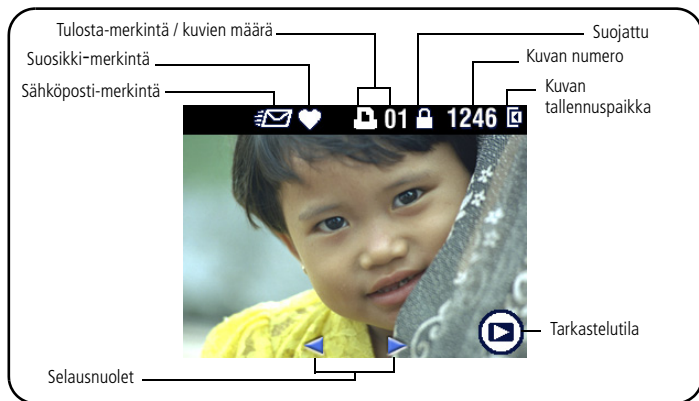 Tulosta-merkintä / kuvien määrä
Suojattu
Suosikki-merkintä
Kuvan numero
Sähköposti-merkintä
Kuvan
tallennuspaikka
01 1246
Tarkastelutila
Selausnuolet